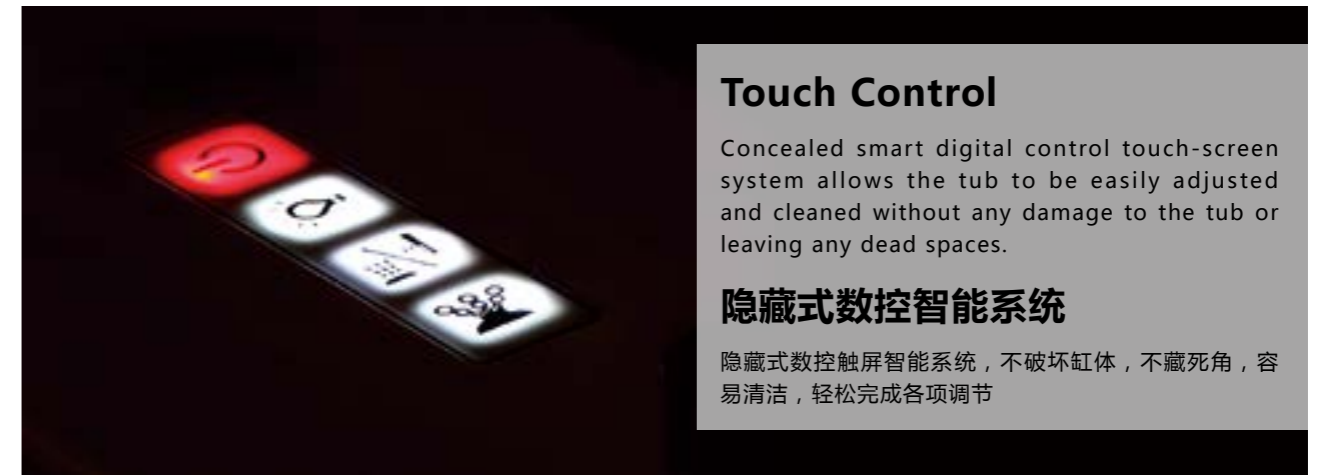 Touch Control
Concealed smart digital control touch-screen
system allows the tub to be easily adjusted
and cleaned without any damage to the tub or
leaving any dead spaces.
隐藏式数控智能系统
隐藏式数控触屏智能系统，不破坏缸体，不藏死角，容
易清洁，轻松完成各项调节